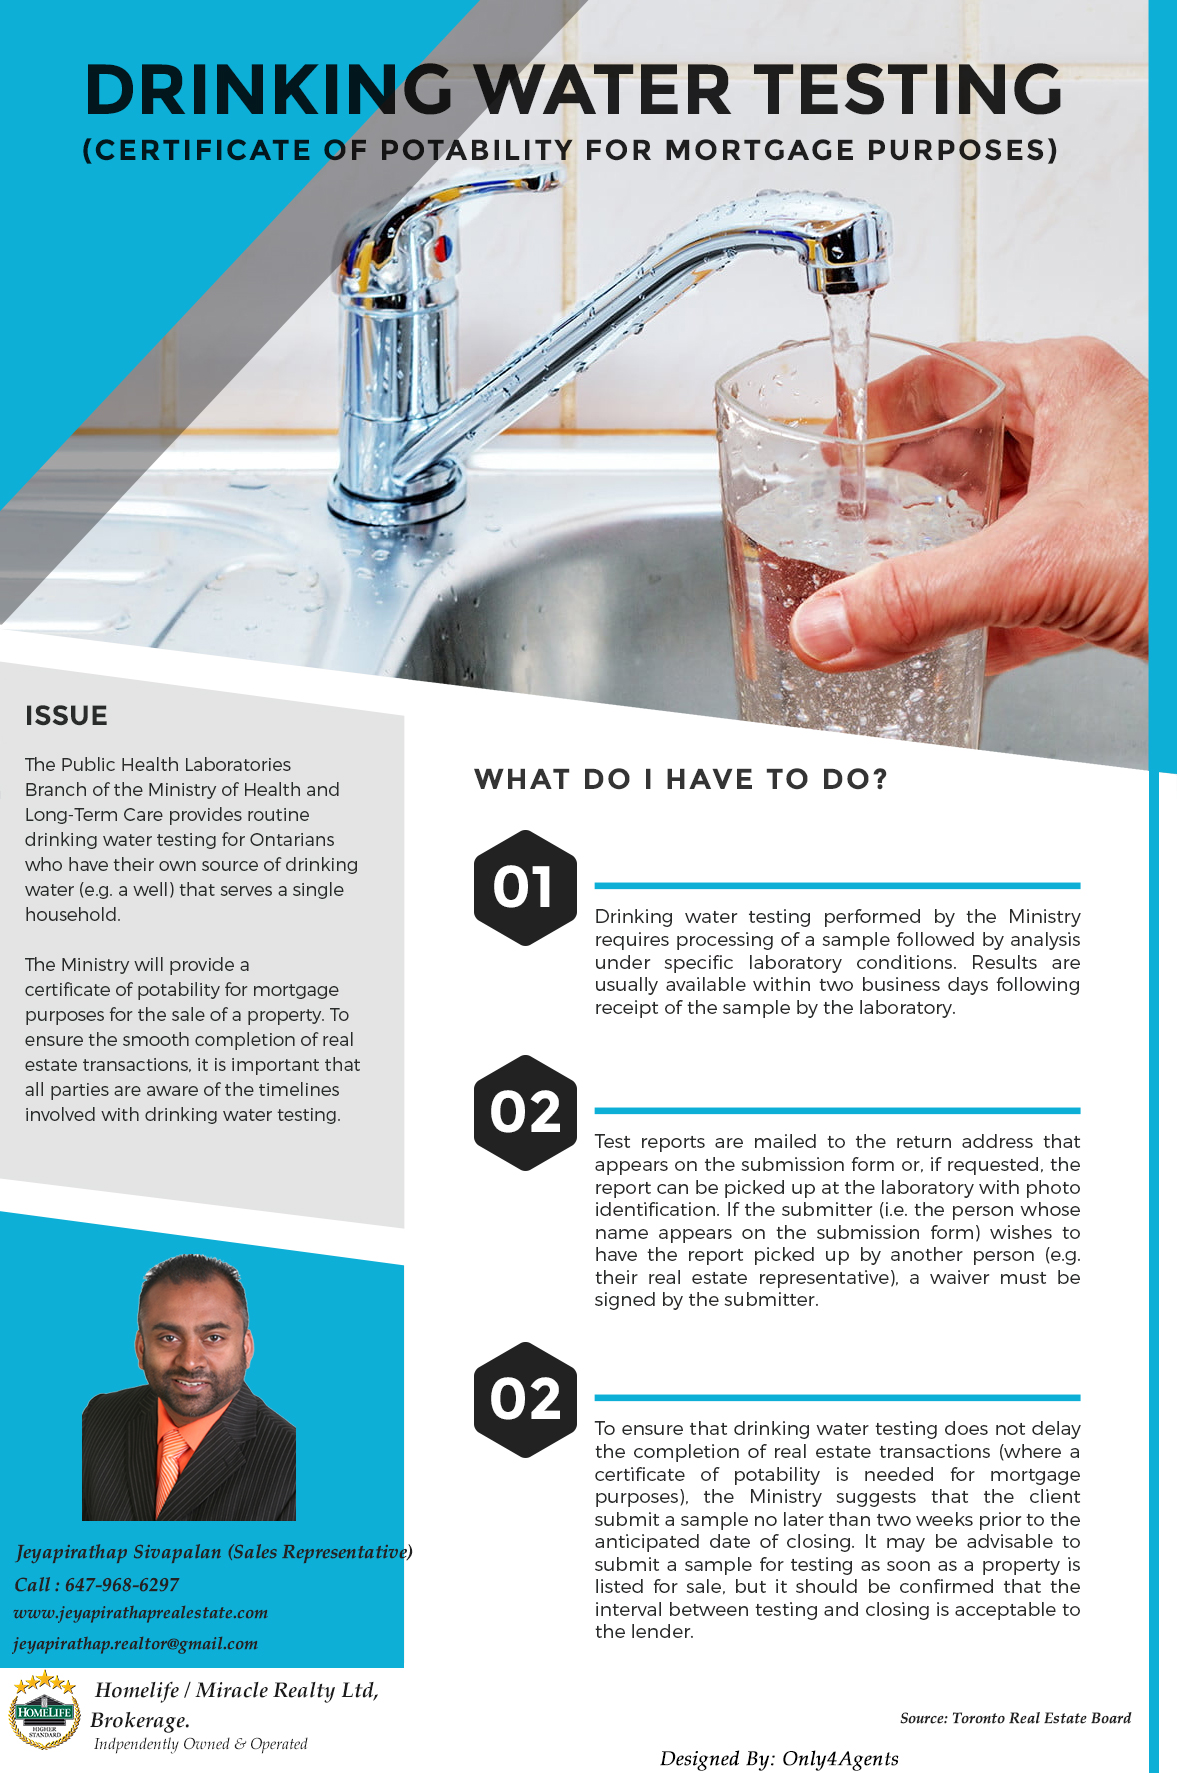 DRINKING WATER TESTING
(CERTIFICATE OF POTABILITY FOR MORTGAGE PURPOSES)
ISSUE
The Public Health Laboratories
Branch of the Ministry of Health and
Long-Term Care provides routine
drinking water testing for Ontarians
who have their own source of drinking
water (e.g. a well) that serves a single
household.
The Ministry will provide a
certificate of potability for mortgage
purposes for the sale of a property. To
ensure the smooth completion of real
estate transactions, it is important that
all parties are aware of the timelines
involved with drinking water testing.
WHAT DO I HAVE TO DO?
01
Drinking water testing performed by the Ministry
requires processing of a sample followed by analysis
under specific laboratory conditions. Results are
usually available within two business days following
receipt of the sample by the laboratory.
02
Test reports are mailed to the return address that
appears on the submission form or, if requested, the
report can be picked up at the laboratory with photo
identification. If the submitter (i.e. the person whose
name appears on the submission form) wishes to
have the report picked up by another person (e.g.
their real estate representative), a waiver must be
signed by the submitter.
02
To ensure that drinking water testing does not delay
the completion of real estate transactions (where a
certificate of potability is needed for mortgage
purposes), the Ministry suggests that the client
submit a sample no later than two weeks prior to the
anticipated date of closing. It may be advisable to
submit a sample for testing as soon as a property is
listed for sale, but it should be confirmed that the
interval between testing and closing is acceptable to
the lender.
Jeyapirathap Sivapalan (Sales Representative)
Call : 647-968-6297
www.jeyapirathaprealestate.com
jeyapirathap.realtor@gmail.com
HOMELIFE
HIGHER
STANDARD
Homelife / Miracle Realty Ltd,
Brokerage.
Indpendently Owned & Operated
Source: Toronto Real Estate Board
Designed By: Only4Agents